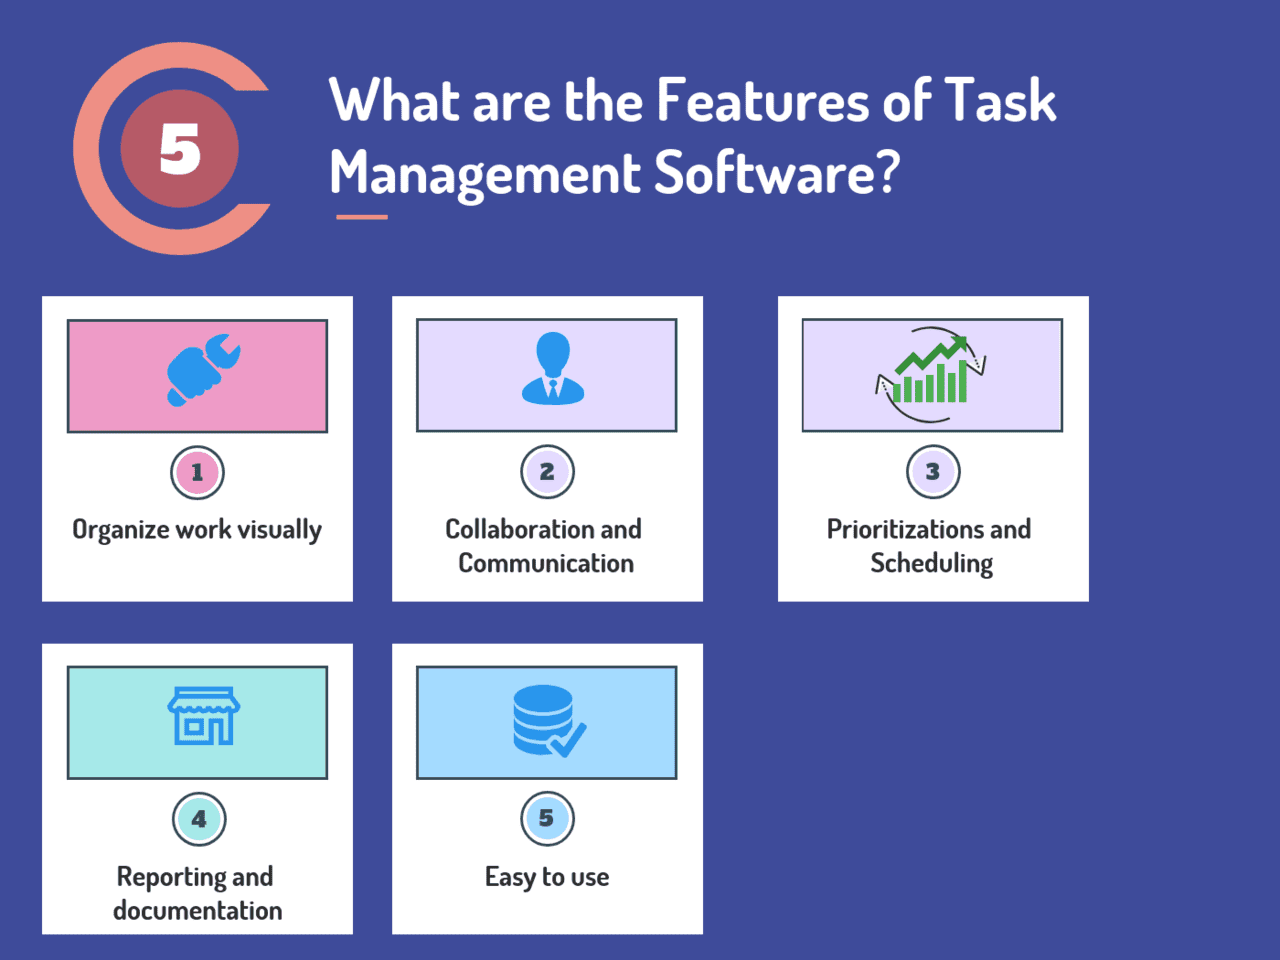 5
What are the Features of Task
Management Software?
1
Organize work visually
2
Collaboration and
Communication
3
Prioritizations and
Scheduling
4
Reporting and
documentation
5
Easy to use